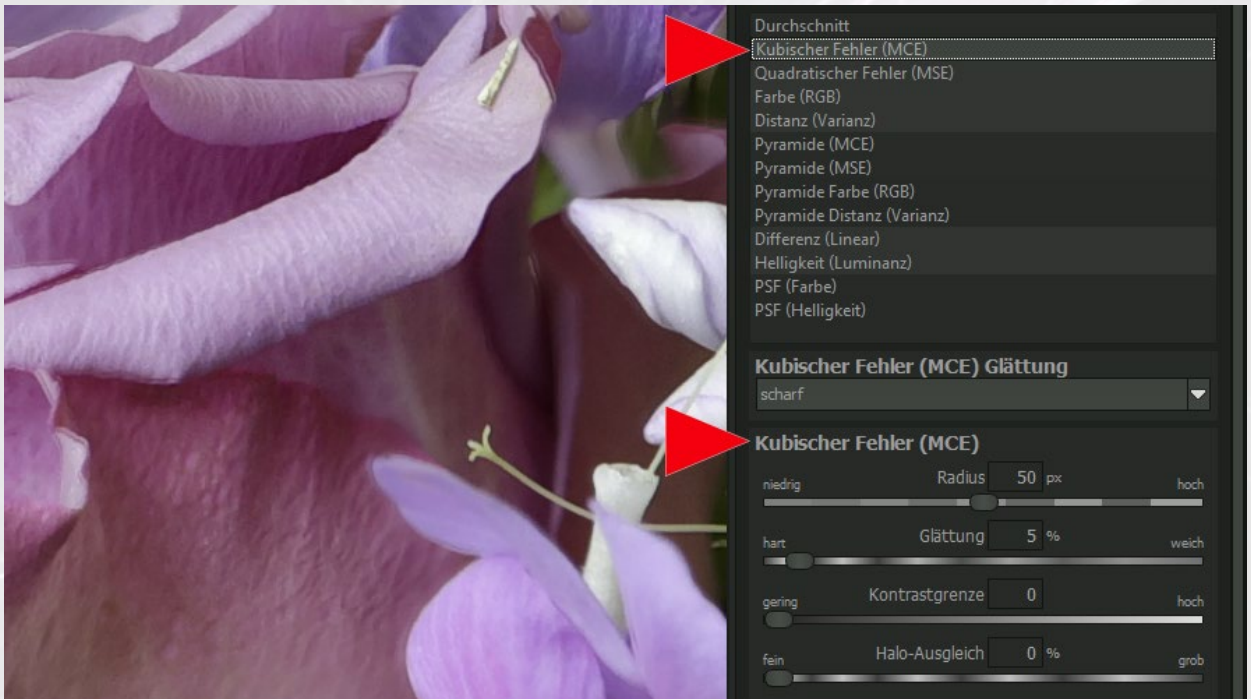 Durchschnitt
Kubischer Fehler (MCE)
Quadratischer Fehler (MSE)
Farbe (RGB)
Distanz (Varianz)
Pyramide (MCE)
Pyramide (MSE)
Pyramide Farbe (RGB)
Pyramide Distanz (Varianz)
Differenz (Linear)
Helligkeit (Luminanz)
PSF (Farbe)
PSF (Helligkeit)
Kubischer Fehler (MCE) Glättung
scharf
Kubischer Fehler (MCE)
niedrig Radius 50 px hoch
hart Glättung 5 % weich
gering Kontrastgrenze 0 hoch
fein Halo-Ausgleich 0 % grob